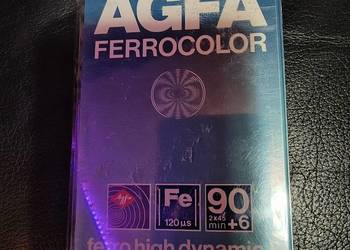 AGFA
FERROCOLOR
Fe
120 µs
90
2x45
min +6
ferro high dynamic